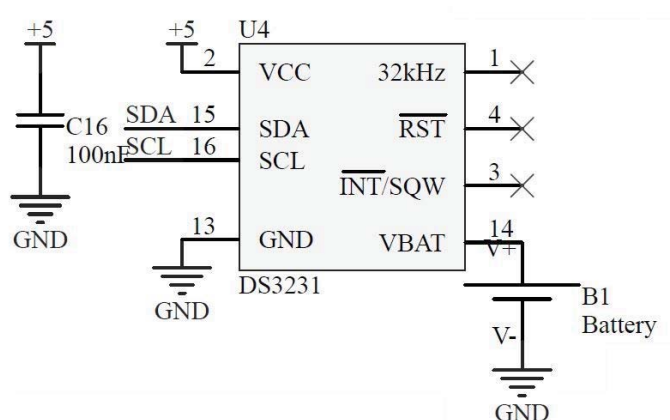 +5
+5
U4
2
VCC
32kHz
1
C16
100nF
SDA
15
SDA
RST
4
SCL
16
SCL
INT/SQW
3
GND
13
GND
VBAT
14
V+
GND
DS3231
B1
Battery
V-
GND